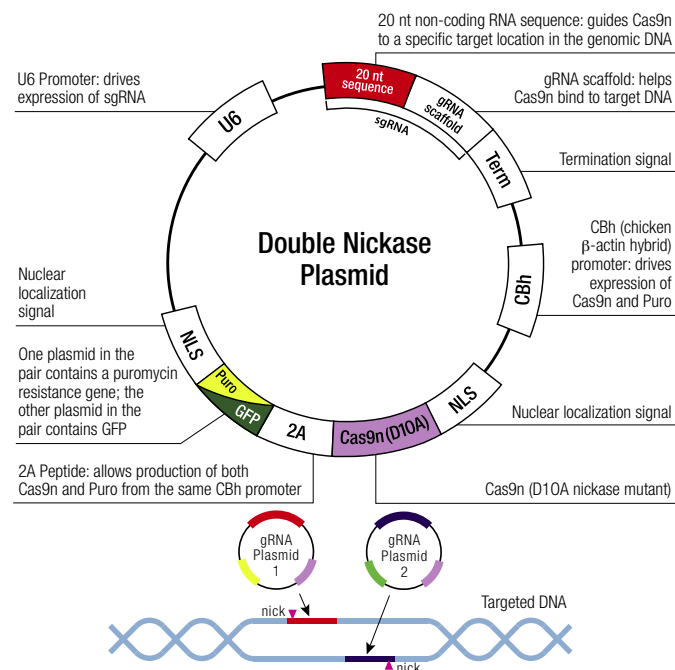 20 nt non-coding RNA sequence: guides Cas9n
to a specific target location in the genomic DNA
U6 Promoter: drives
expression of sgRNA
gRNA scaffold: helps
Cas9n bind to target DNA
20 nt
sequence
gRNA
scaffold
sgRNA
U6
Term
Termination signal
Double Nickase
Plasmid
CBh
CBh (chicken
β-actin hybrid)
promoter: drives
expression of
Cas9n and Puro
Nuclear
localization
signal
NLS
Puro
GFP
2A
Cas9n (D10A)
NLS
One plasmid in the
pair contains a puromycin
resistance gene; the
other plasmid in the
pair contains GFP
Nuclear localization signal
2A Peptide: allows production of both
Cas9n and Puro from the same CBh promoter
Cas9n (D10A nickase mutant)
gRNA
Plasmid
1
gRNA
Plasmid
2
nick
Targeted DNA
nick